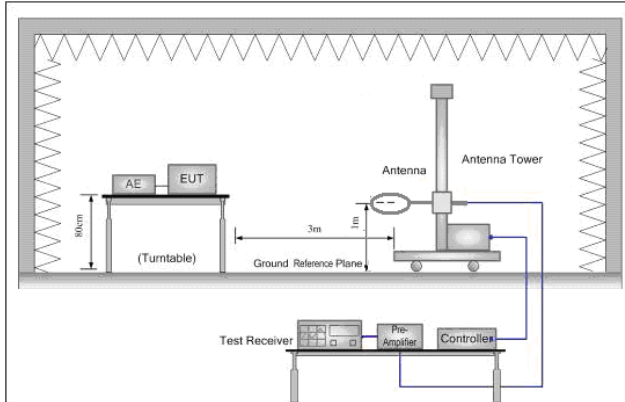 Antenna Tower
Antenna
EUT
AE
80cm
(Turntable)
3m
1m
Ground Reference Plane
Test Receiver
Pre-
Amplifier
Controller